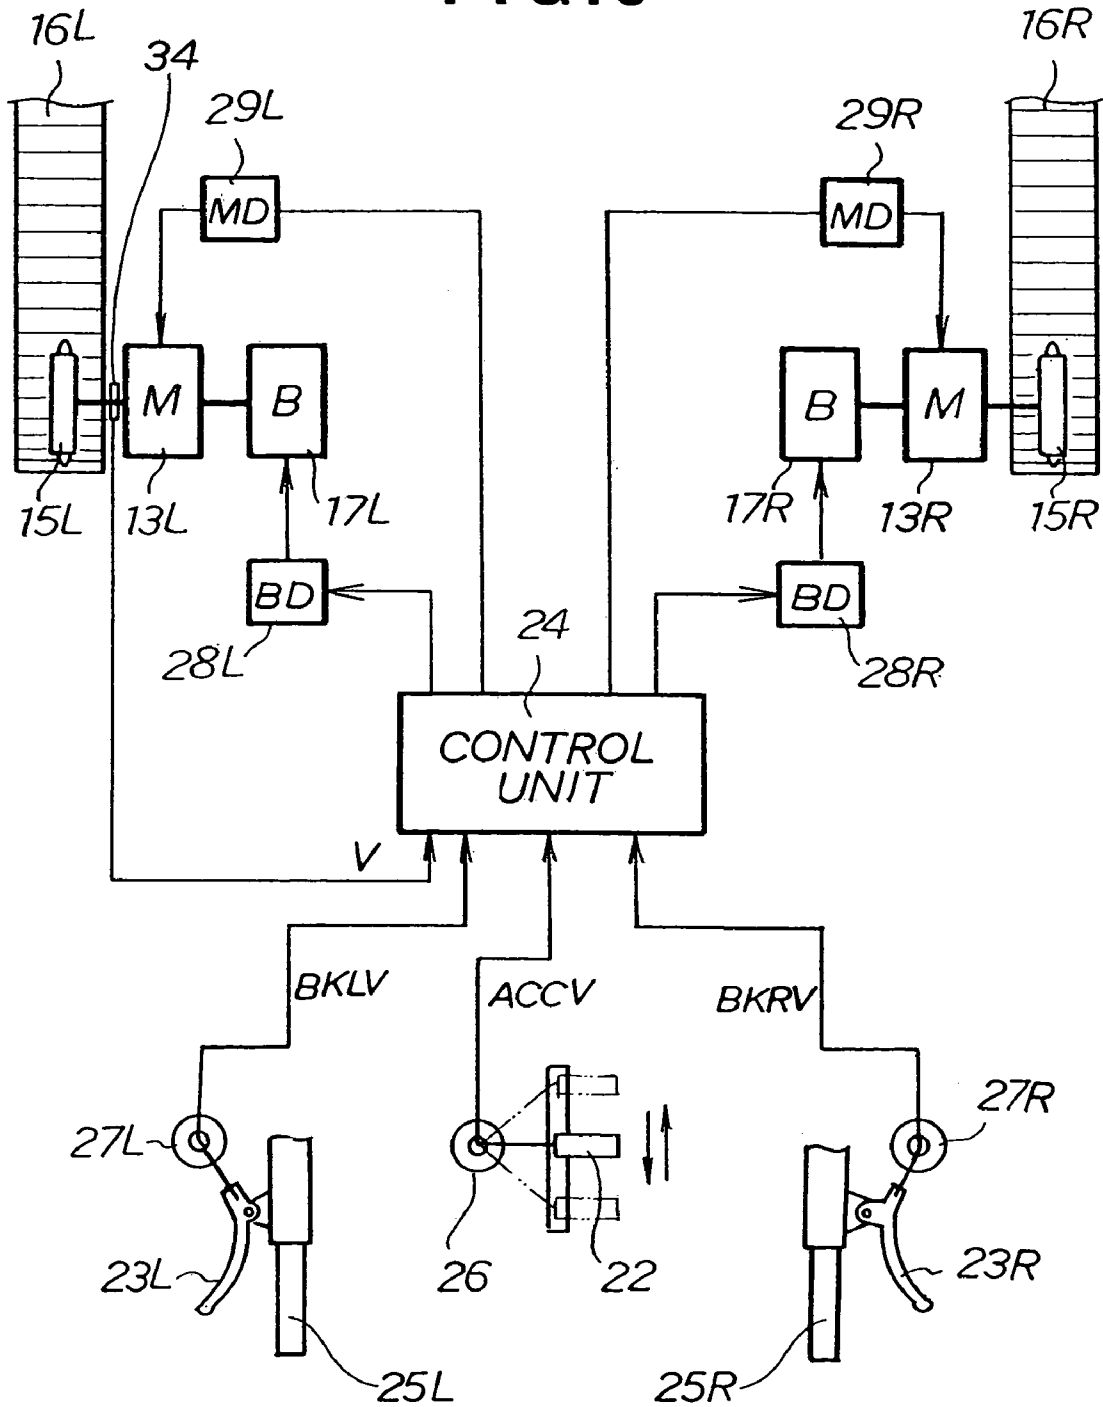 16L
34
16R
29L
29R
MD
MD
M
B
B
M
15L
13L
17L
17R
13R
15R
BD
BD
28L
24
28R
CONTROL
UNIT
V
BKLV
ACCV
BKRV
27L
27R
23L
26
22
23R
25L
25R